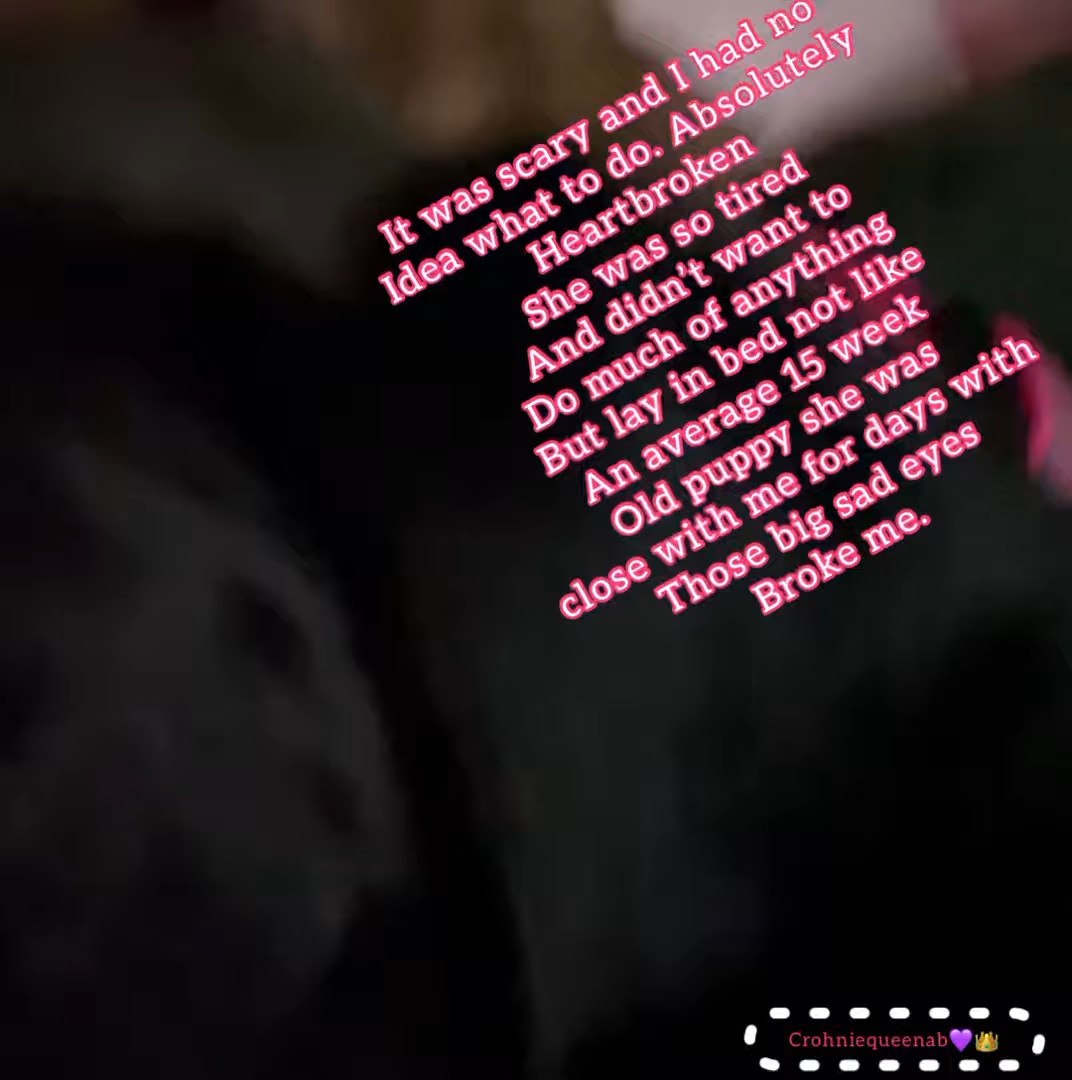 It was scary and I had no
Idea what to do. Absolutely
Heartbroken
She was so tired
And didn't want to
Do much of anything
But lay in bed not like
An average 15 week
Old puppy she was
close with me for days with
Those big sad eyes
Broke me.
Crohniequeenab💜👑